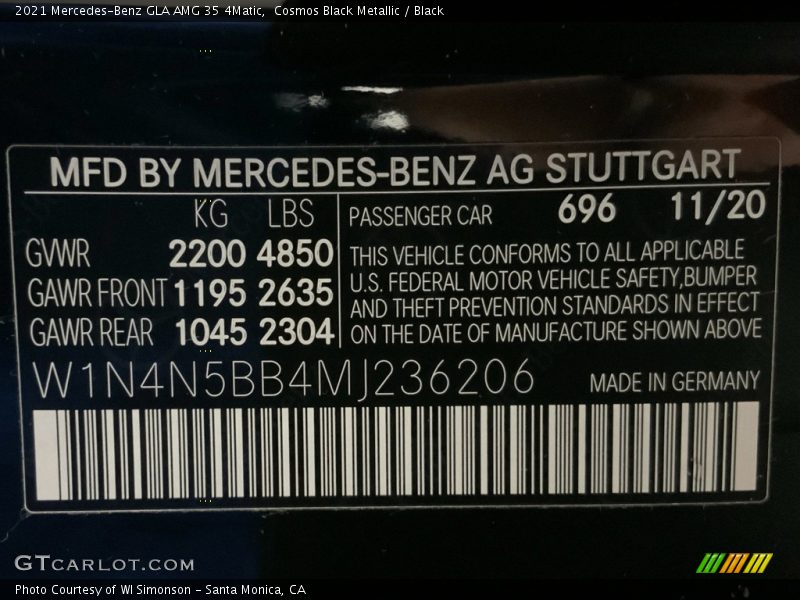 2021 Mercedes-Benz GLA AMG 35 4Matic,  Cosmos Black Metallic / Black
MFD BY MERCEDES-BENZ AG STUTTGART
KG LBS
PASSENGER CAR 696 11/20
GVWR 2200 4850
GAWR FRONT 1195 2635
GAWR REAR 1045 2304
THIS VEHICLE CONFORMS TO ALL APPLICABLE
U.S. FEDERAL MOTOR VEHICLE SAFETY,BUMPER
AND THEFT PREVENTION STANDARDS IN EFFECT
ON THE DATE OF MANUFACTURE SHOWN ABOVE
W1N4N5BB4MJ236206
MADE IN GERMANY
GTCARLOT.COM
Photo Courtesy of WI Simonson - Santa Monica, CA